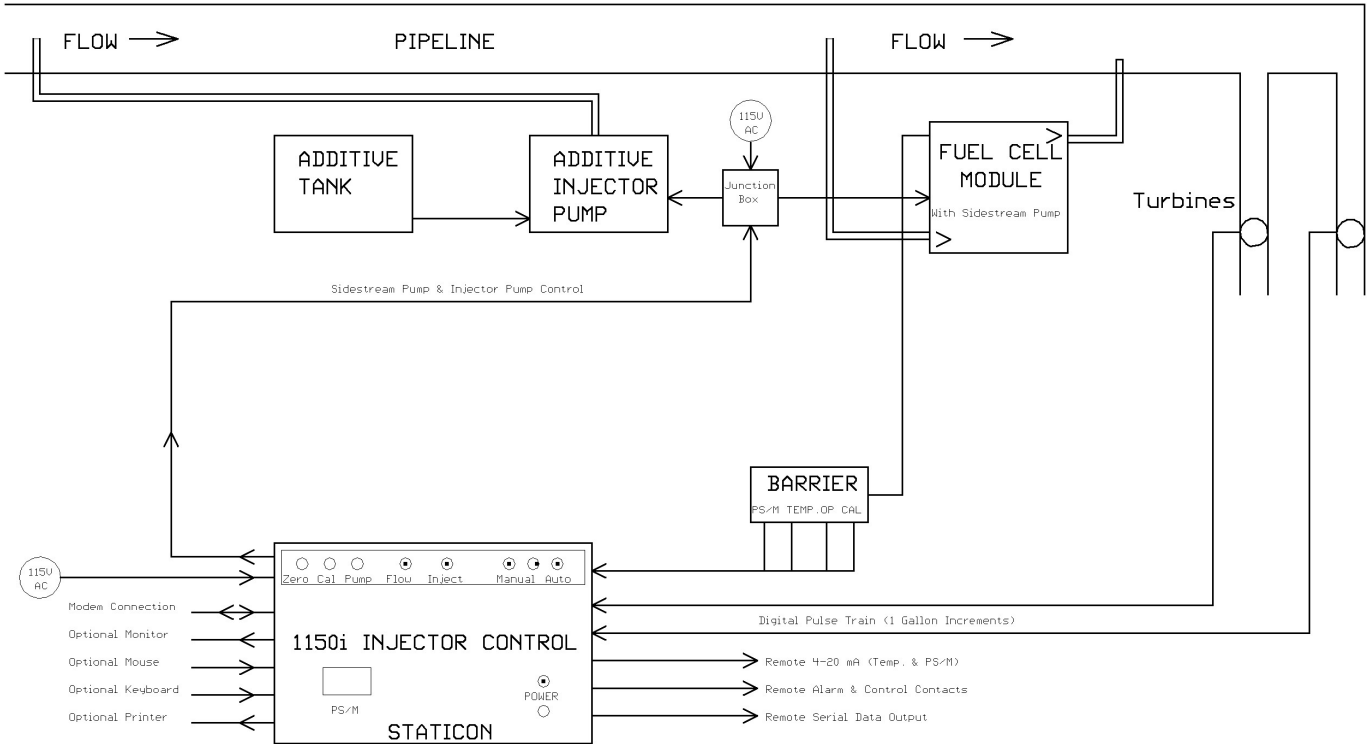 FLOW
PIPELINE
FLOW
115V
AC
ADDITIVE
TANK
ADDITIVE
INJECTOR
PUMP
Junction
Box
FUEL CELL
MODULE
With Sidestream Pump
Turbines
Sidestream Pump & Injector Pump Control
BARRIER
PS/M TEMP.OP CAL
115V
AC
Zero Cal Pump Flow Inject Manual Auto
Modem Connection
Optional Monitor
Optional Mouse
Optional Keyboard
Optional Printer
1150i INJECTOR CONTROL
PS/M
POWER
STATICON
Digital Pulse Train (1 Gallon Increments)
Remote 4-20 mA (Temp. & PS/M)
Remote Alarm & Control Contacts
Remote Serial Data Output